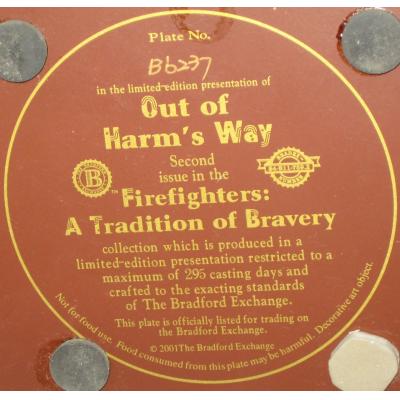 Plate No.
B6237
in the limited-edition presentation of
Out of
Harm's Way
Second
issue in the
Firefighters:
A Tradition of Bravery
collection which is produced in a
limited-edition presentation restricted to a
maximum of 295 casting days and
crafted to the exacting standards
of The Bradford Exchange.
This plate is officially listed for trading on
the Bradford Exchange.
© 2001 The Bradford Exchange
Not for food use. Food consumed from this plate may be harmful. Decorative art object.
B
TM